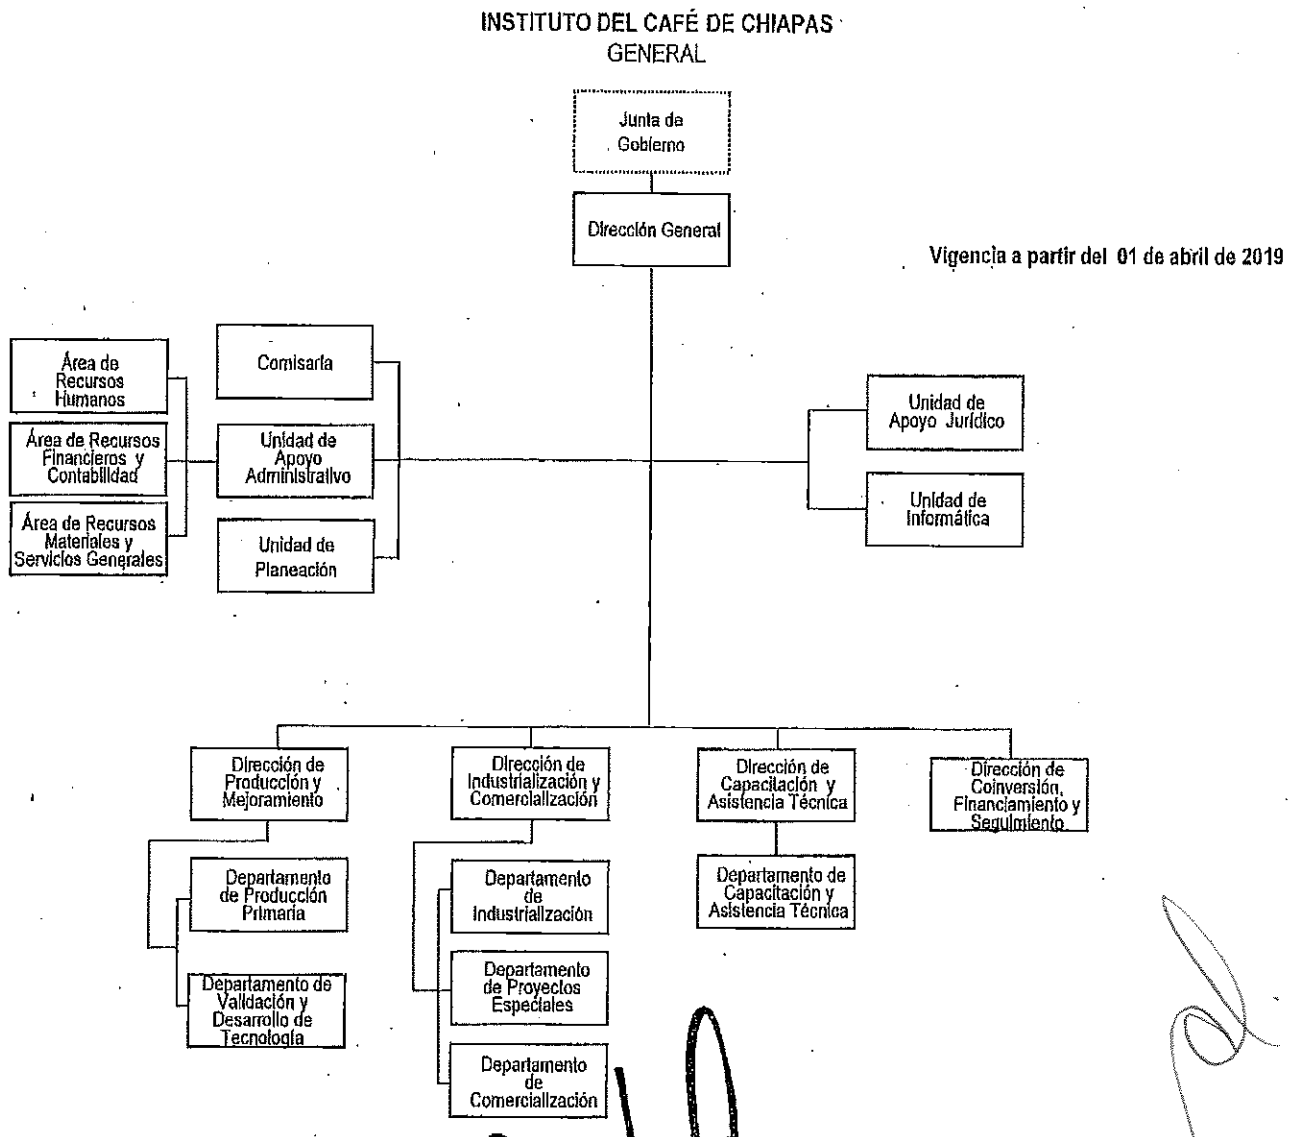 INSTITUTO DEL CAFÉ DE CHIAPAS
GENERAL
Junta de
Gobierno
Dirección General
Vigencia a partir del 01 de abril de 2019
Área de
Recursos
Humanos
Comisaría
Unidad de
Apoyo Jurídico
Área de Recursos
Financieros y
Contabilidad
Unidad de
Apoyo
Administrativo
Unidad de
Informática
Área de Recursos
Materiales y
Servicios Generales
Unidad de
Planeación
Dirección de
Producción y
Mejoramiento
Dirección de
Industrialización y
Comercialización
Dirección de
Capacitación y
Asistencia Técnica
Dirección de
Coinversión,
Financiamiento y
Seguimiento
Departamento
de Producción
Primaria
Departamento
de
Industrialización
Departamento de
Capacitación y
Asistencia Técnica
Departamento de
Validación y
Desarrollo de
Tecnología
Departamento
de Proyectos
Especiales
Departamento
de
Comercialización